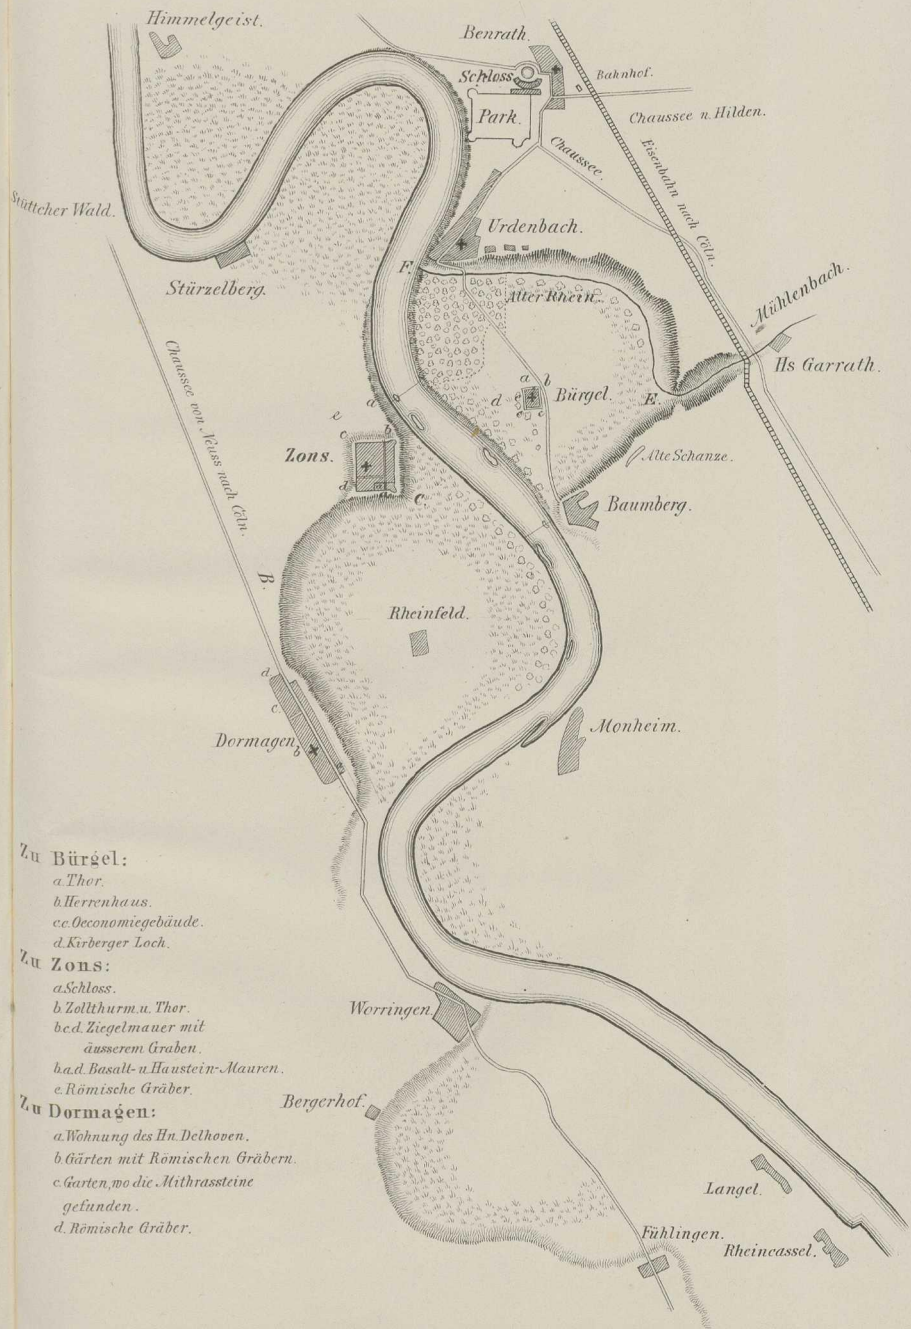 Himmelgeist.
Benrath.
Schloss
Bahnhof.
Park.
Chaussee n. Hilden.
Chaussee.
Eisenbahn nach Cöln.
Stüttcher Wald.
Urdenbach.
F.
Stürzelberg.
Alter Rhein.
Mühlenbach.
Hs Garrath.
Chaussee von Neuss nach Cöln.
a b
d e
Bürgel.
c c
E.
a
e
c b
Zons.
d a
C.
Alte Schanze.
Baumberg.
B.
Rheinfeld.
d
c.
Dormagen.
b
a
Monheim.
Zu Bürgel:
a. Thor.
b. Herrenhaus.
c.c. Oeconomiegebäude.
d. Kirberger Loch.
Zu Zons:
a. Schloss.
b. Zollthurm. u. Thor.
b.c.d. Ziegelmauer mit
äusserem Graben.
b.a.d. Basalt- u. Haustein-Mauren.
e. Römische Gräber.
Zu Dormagen:
a. Wohnung des Hn. Delhoven.
b. Gärten mit Römischen Gräbern.
c. Garten, wo die Mithrassteine
gefunden.
d. Römische Gräber.
Worringen.
Bergerhof.
Langel.
Fühlingen.
Rheincassel.